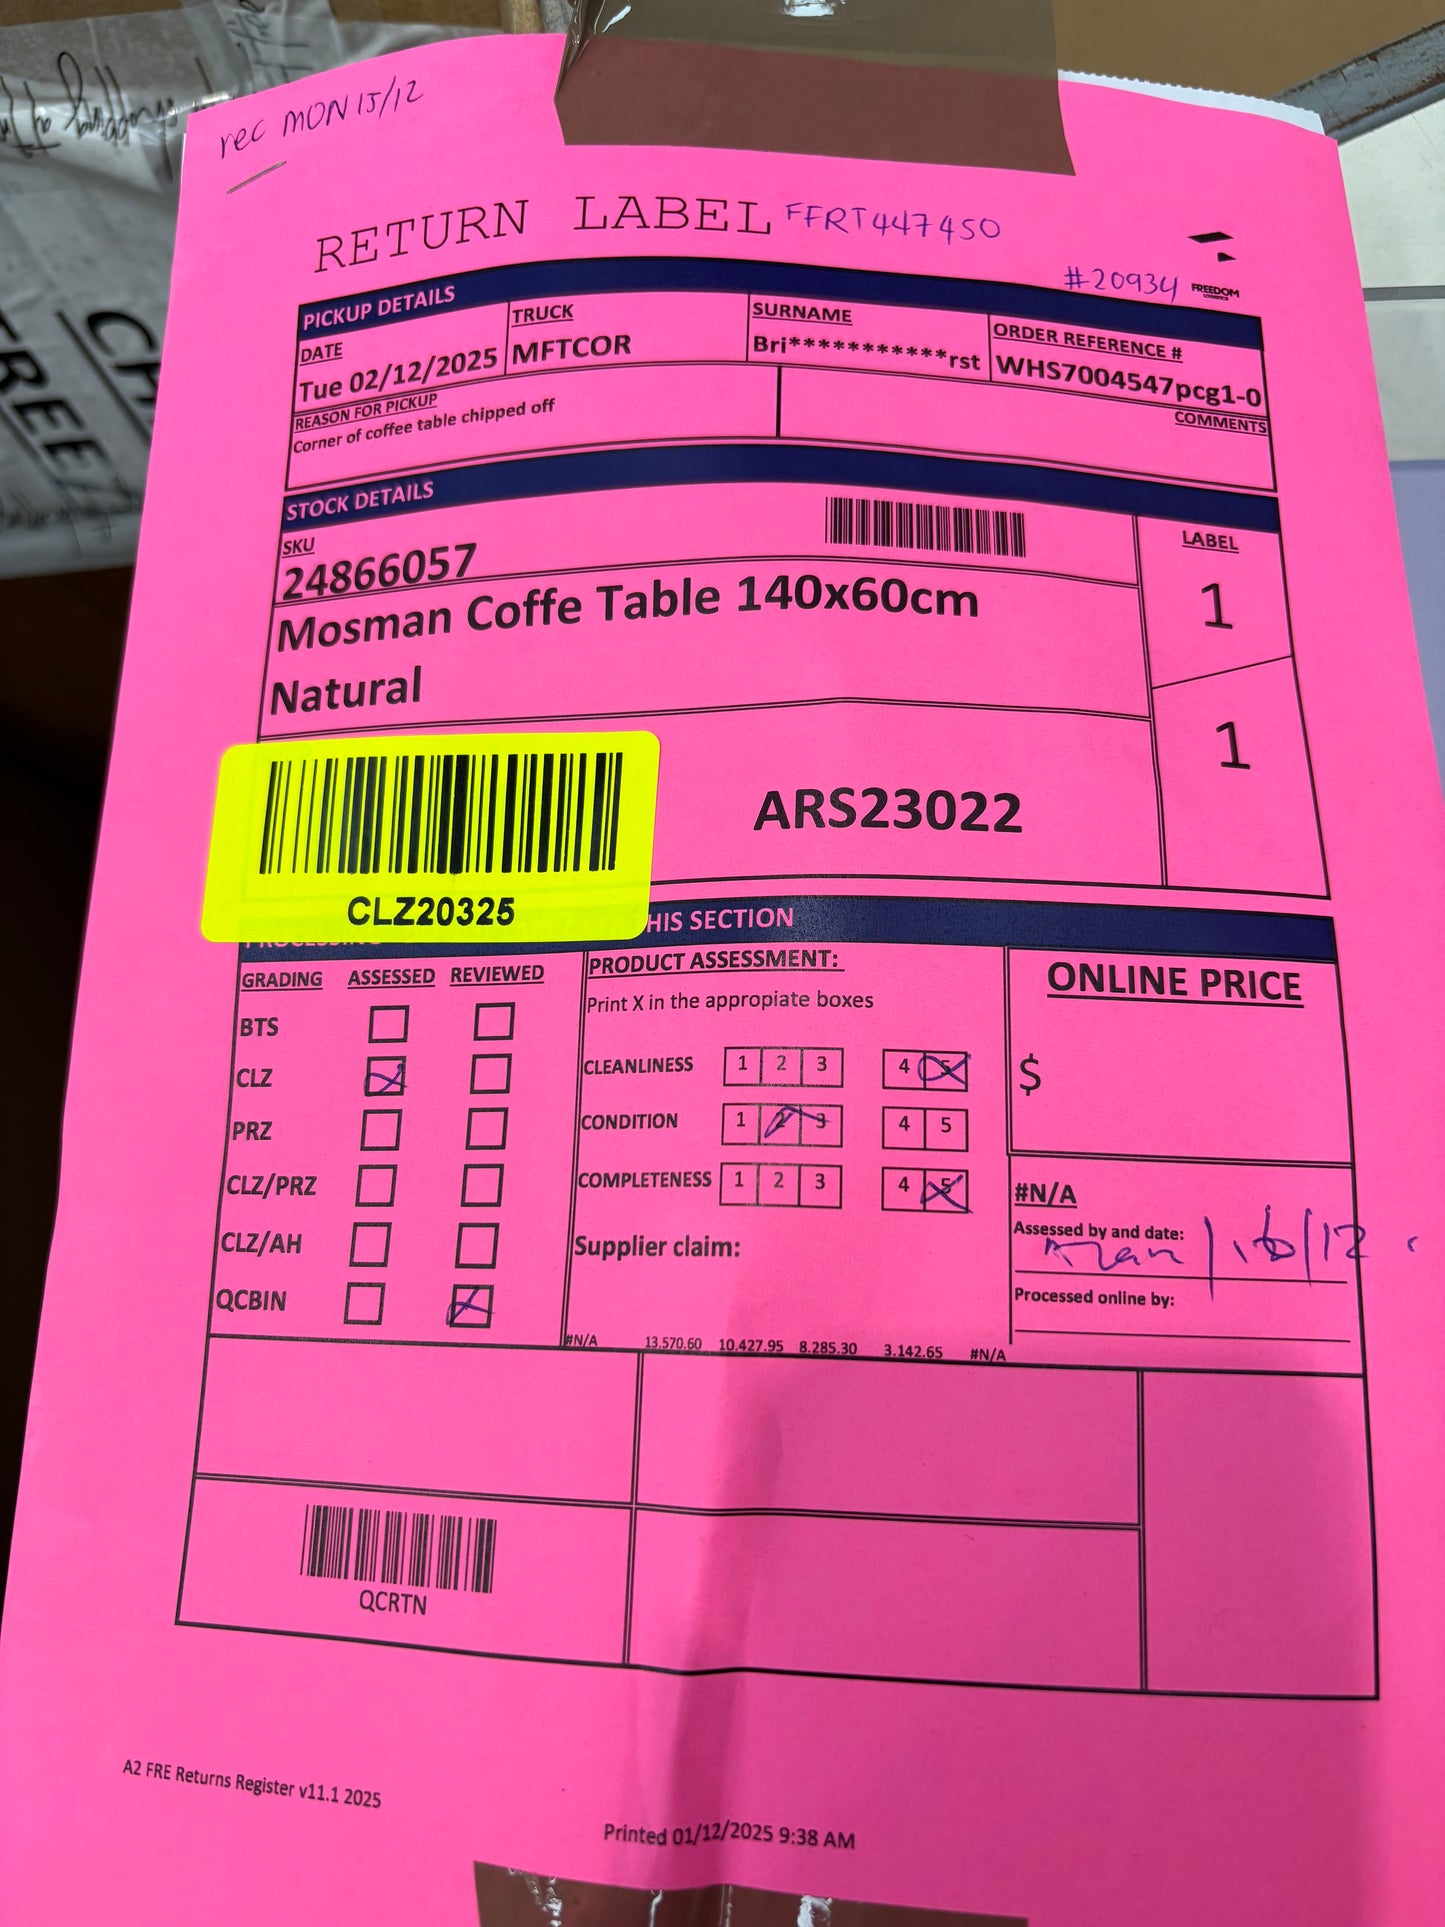 rec MON 15/12
RETURN LABEL FFRT447450
#20934 FREEDOM
LOGISTICS
PICKUP DETAILS
DATE TRUCK SURNAME ORDER REFERENCE #
Tue 02/12/2025 MFTCOR Bri***********rst WHS7004547pcg1-0
REASON FOR PICKUP COMMENTS
Corner of coffee table chipped off
STOCK DETAILS
SKU LABEL
24866057
Mosman Coffe Table 140x60cm 1
Natural
1
ARS23022
CLZ20325
PROCESSING HIS SECTION
GRADING ASSESSED REVIEWED PRODUCT ASSESSMENT: ONLINE PRICE
Print X in the appropiate boxes
BTS
CLEANLINESS 1 2 3 4 5
CLZ $
CONDITION 1 2 3 4 5
PRZ
COMPLETENESS 1 2 3 4 5
CLZ/PRZ #N/A
Assessed by and date:
CLZ/AH Supplier claim: Alan / 16/12.
QCBIN Processed online by:
#N/A 13.570.60 10.427.95 8.285.30 3.142.65 #N/A
QCRTN
A2 FRE Returns Register v11.1 2025
Printed 01/12/2025 9:38 AM